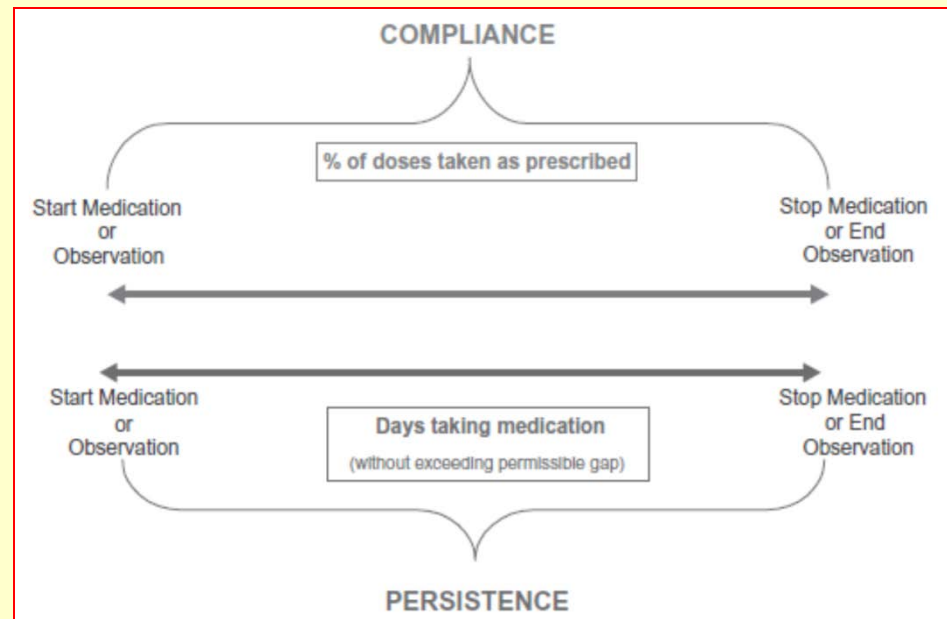 COMPLIANCE
% of doses taken as prescribed
Start Medication
or
Observation
Stop Medication
or End
Observation
Start Medication
or
Observation
Days taking medication
(without exceeding permissible gap)
Stop Medication
or End
Observation
PERSISTENCE